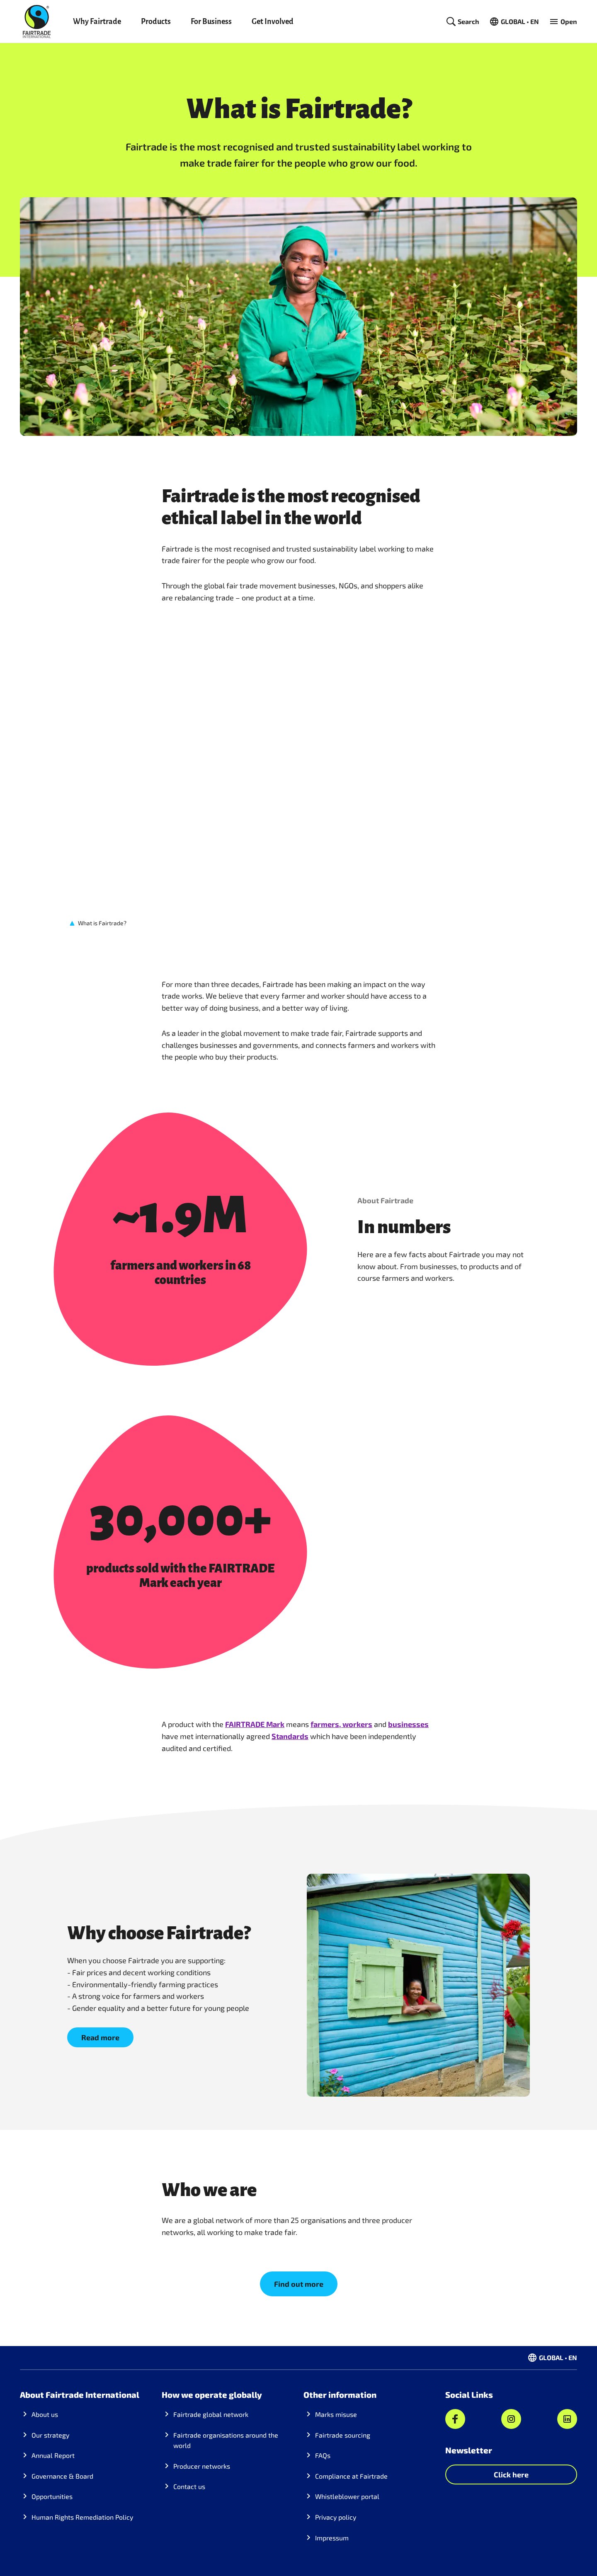 FAIRTRADE
INTERNATIONAL
Why Fairtrade
Products
For Business
Get Involved
Search
GLOBAL • EN
Open
What is Fairtrade?
Fairtrade is the most recognised and trusted sustainability label working to
make trade fairer for the people who grow our food.
Fairtrade is the most recognised
ethical label in the world
Fairtrade is the most recognised and trusted sustainability label working to make
trade fairer for the people who grow our food.
Through the global fair trade movement businesses, NGOs, and shoppers alike
are rebalancing trade – one product at a time.
What is Fairtrade?
For more than three decades, Fairtrade has been making an impact on the way
trade works. We believe that every farmer and worker should have access to a
better way of doing business, and a better way of living.
As a leader in the global movement to make trade fair, Fairtrade supports and
challenges businesses and governments, and connects farmers and workers with
the people who buy their products.
~1.9M
farmers and workers in 68
countries
About Fairtrade
In numbers
Here are a few facts about Fairtrade you may not
know about. From businesses, to products and of
course farmers and workers.
30,000+
products sold with the FAIRTRADE
Mark each year
A product with the FAIRTRADE Mark means farmers, workers and businesses
have met internationally agreed Standards which have been independently
audited and certified.
Why choose Fairtrade?
When you choose Fairtrade you are supporting:
- Fair prices and decent working conditions
- Environmentally-friendly farming practices
- A strong voice for farmers and workers
- Gender equality and a better future for young people
Read more
Who we are
We are a global network of more than 25 organisations and three producer
networks, all working to make trade fair.
Find out more
GLOBAL • EN
About Fairtrade International
About us
Our strategy
Annual Report
Governance & Board
Opportunities
Human Rights Remediation Policy
How we operate globally
Fairtrade global network
Fairtrade organisations around the
world
Producer networks
Contact us
Other information
Marks misuse
Fairtrade sourcing
FAQs
Compliance at Fairtrade
Whistleblower portal
Privacy policy
Impressum
Social Links
Newsletter
Click here